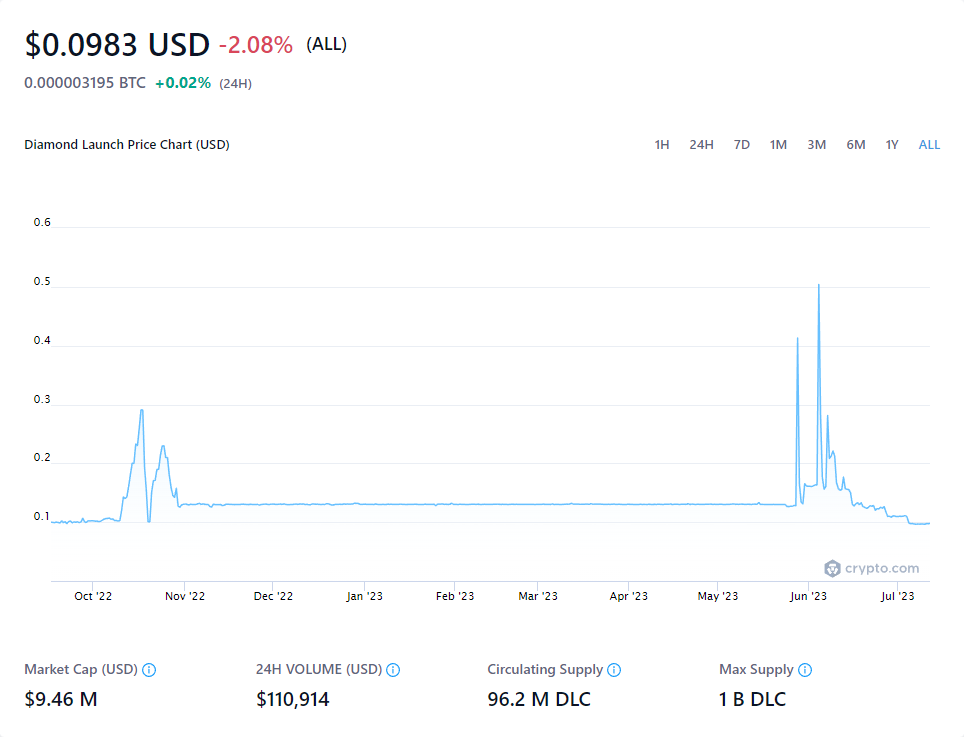 $0.0983 USD -2.08% (ALL)
0.000003195 BTC +0.02% (24H)
Diamond Launch Price Chart (USD) 1H 24H 7D 1M 3M 6M 1Y ALL
0.6
0.5
0.4
0.3
0.2
0.1
crypto.com
Oct '22 Nov '22 Dec '22 Jan '23 Feb '23 Mar '23 Apr '23 May '23 Jun '23 Jul '23
Market Cap (USD) 24H VOLUME (USD) Circulating Supply Max Supply
$9.46 M $110,914 96.2 M DLC 1 B DLC